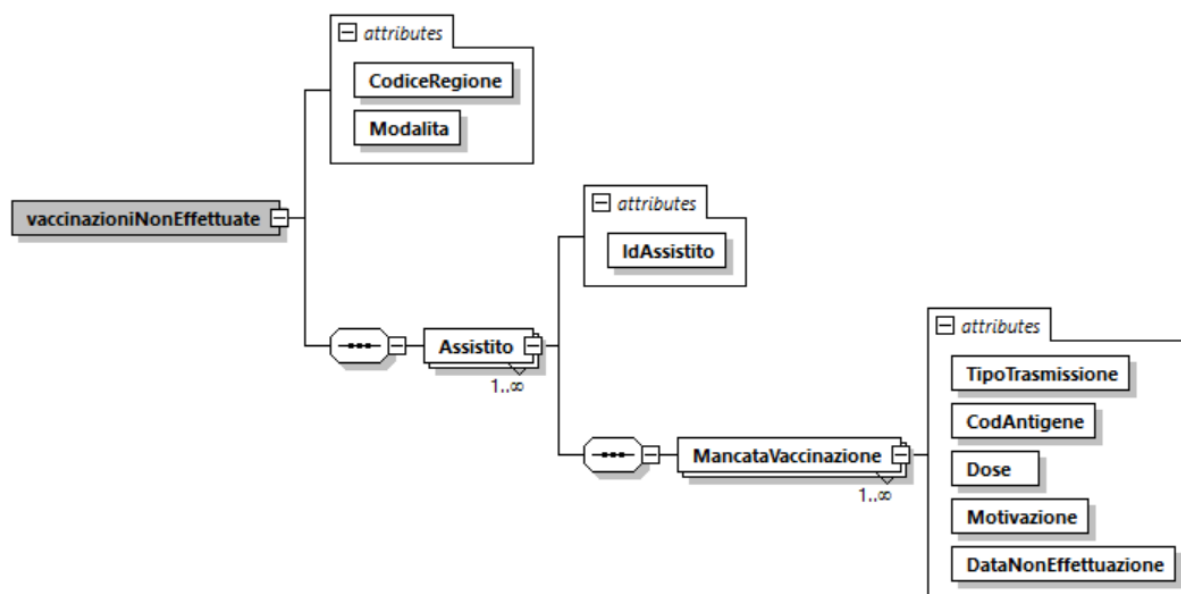 attributes
CodiceRegione
Modalita
vaccinazioniNonEffettuate
attributes
IdAssistito
Assistito
1..∞
attributes
TipoTrasmissione
CodAntigene
MancataVaccinazione
1..∞
Dose
Motivazione
DataNonEffettuazione